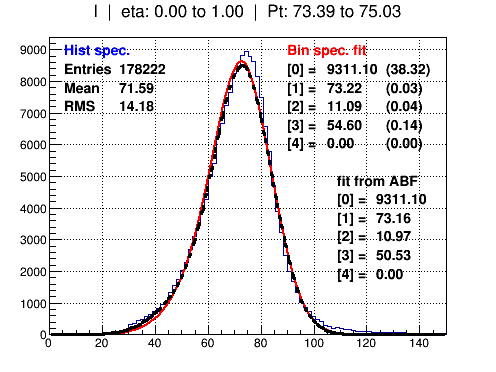 I | eta: 0.00 to 1.00 | Pt: 73.39 to 75.03
Hist spec.
Entries 178222
Mean 71.59
RMS 14.18
Bin spec. fit
[0] = 9311.10 (38.32)
[1] = 73.22 (0.03)
[2] = 11.09 (0.04)
[3] = 54.60 (0.14)
[4] = 0.00 (0.00)
fit from ABF
[0] = 9311.10
[1] = 73.16
[2] = 10.97
[3] = 50.53
[4] = 0.00
9000
8000
7000
6000
5000
4000
3000
2000
1000
0
0 20 40 60 80 100 120 140